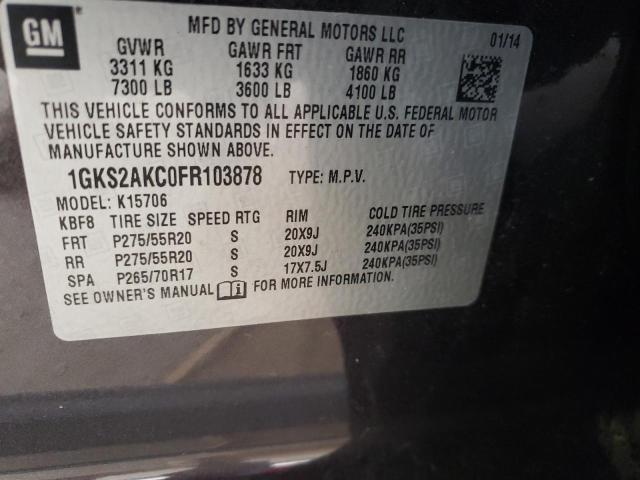 GM
MFD BY GENERAL MOTORS LLC
01/14
GVWR GAWR FRT GAWR RR
3311 KG 1633 KG 1860 KG
7300 LB 3600 LB 4100 LB
THIS VEHICLE CONFORMS TO ALL APPLICABLE U.S. FEDERAL MOTOR
VEHICLE SAFETY STANDARDS IN EFFECT ON THE DATE OF
MANUFACTURE SHOWN ABOVE.
1GKS2AKC0FR103878 TYPE: M.P.V.
MODEL: K15706
KBF8 TIRE SIZE SPEED RTG RIM COLD TIRE PRESSURE
FRT P275/55R20 S 20X9J 240KPA(35PSI)
RR P275/55R20 S 20X9J 240KPA(35PSI)
SPA P265/70R17 S 17X7.5J 240KPA(35PSI)
SEE OWNER'S MANUAL FOR MORE INFORMATION.